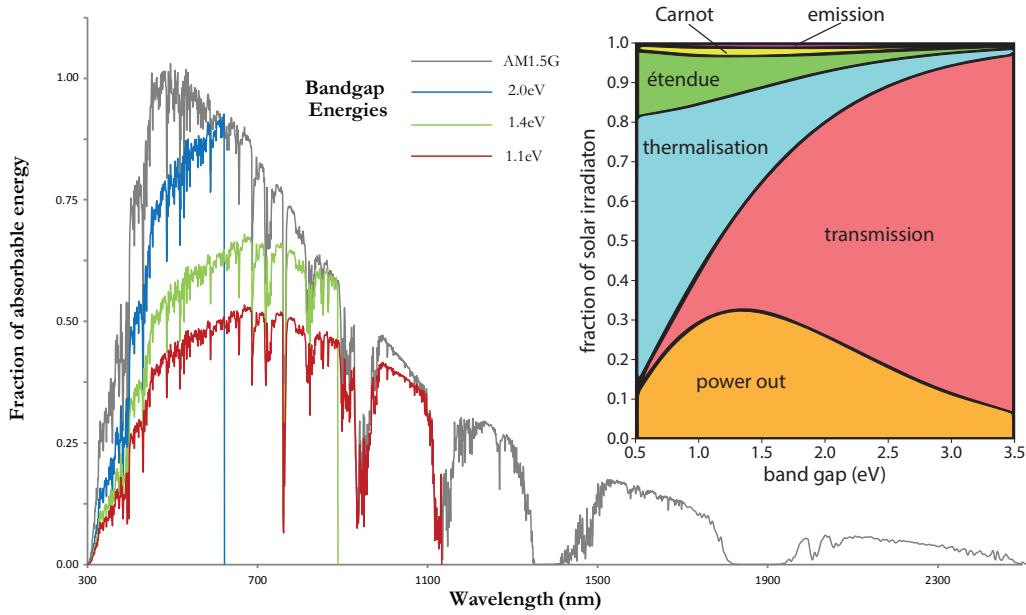 Carnot
emission
AM1.5G
Bandgap
Energies
2.0eV
1.4eV
1.1eV
1.00
0.75
0.50
0.25
0.00
Fraction of absorbable energy
300
700
1100
1500
1900
2300
Wavelength (nm)
1.0
0.9
0.8
0.7
0.6
0.5
0.4
0.3
0.2
0.1
0.0
fraction of solar irradiaton
étendue
thermalisation
transmission
power out
0.5
1.0
1.5
2.0
2.5
3.0
3.5
band gap (eV)